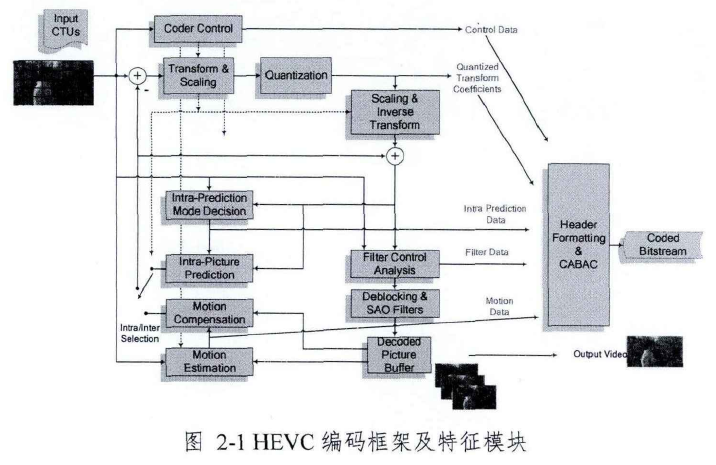 Input
CTUs
Coder Control
Control Data
Transform &
Scaling
Quantization
Quantized
Transform
Coefficients
-
+
Scaling &
Inverse
Transform
+
Intra-Prediction
Mode Decision
Intra Prediction
Data
Header
Formatting
&
CABAC
Coded
Bitstream
Intra-Picture
Prediction
Filter Control
Analysis
Filter Data
Motion
Compensation
Deblocking &
SAO Filters
Motion
Data
Intra/Inter
Selection
Motion
Estimation
Decoded
Picture
Buffer
Output Video
图 2-1 HEVC 编码框架及特征模块